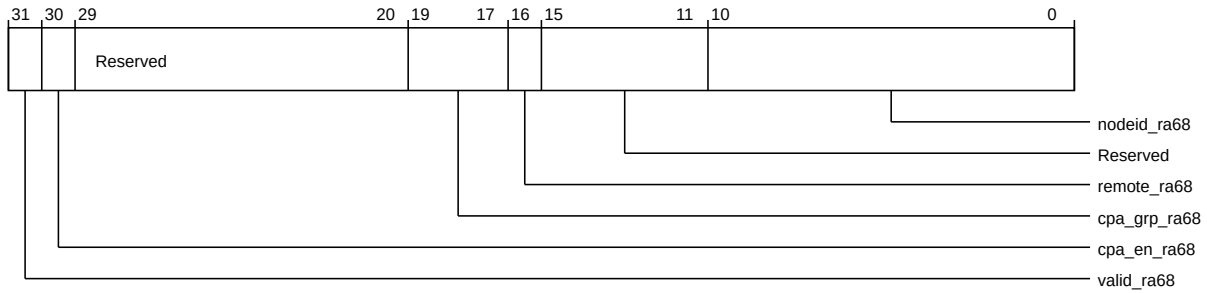 31 30 29 20 19 17 16 15 11 10 0
Reserved
nodeid_ra68
Reserved
remote_ra68
cpa_grp_ra68
cpa_en_ra68
valid_ra68